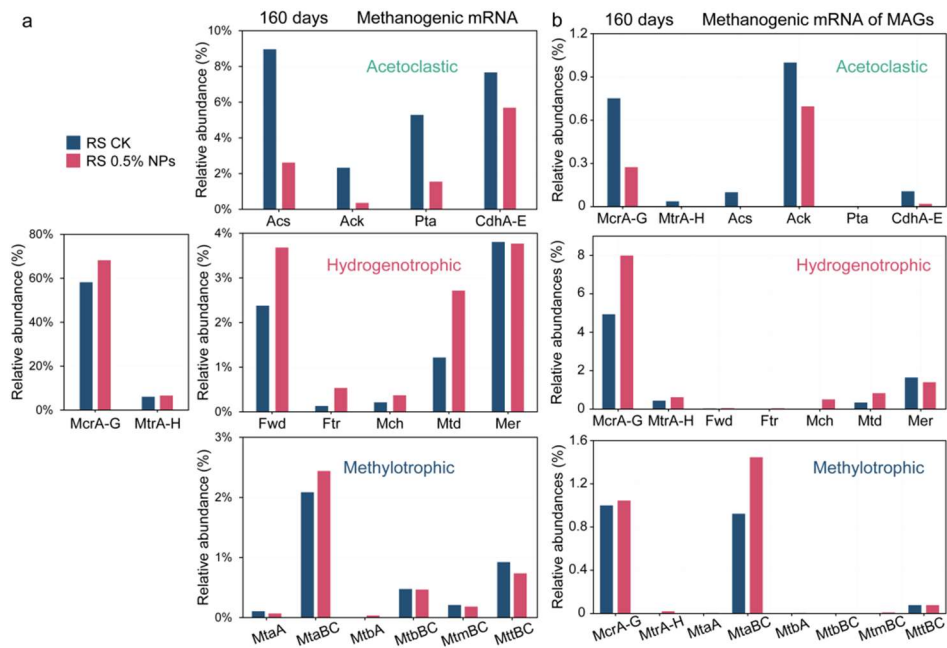 a
160 days Methanogenic mRNA
RS CK
RS 0.5% NPs
Relative abundance (%)
10%
8%
6%
4%
2%
0%
Acetoclastic
Acs Ack Pta CdhA-E
Relative abundance (%)
80%
60%
40%
20%
0%
McrA-G MtrA-H
Relative abundance (%)
4%
3%
2%
1%
0%
Hydrogenotrophic
Fwd Ftr Mch Mtd Mer
Relative abundance (%)
3%
2%
1%
0%
Methylotrophic
MtaA MtaBC MtbA MtbBC MtmBC MttBC
b
160 days Methanogenic mRNA of MAGs
Relative abundances (%)
1.2
0.9
0.6
0.3
0
Acetoclastic
McrA-G MtrA-H Acs Ack Pta CdhA-E
Relative abundances (%)
8
6
4
2
0
Hydrogenotrophic
McrA-G MtrA-H Fwd Ftr Mch Mtd Mer
Relative abundances (%)
1.6
1.2
0.8
0.4
0
Methylotrophic
McrA-G MtrA-H MtaA MtaBC MtbA MtbBC MtmBC MttBC